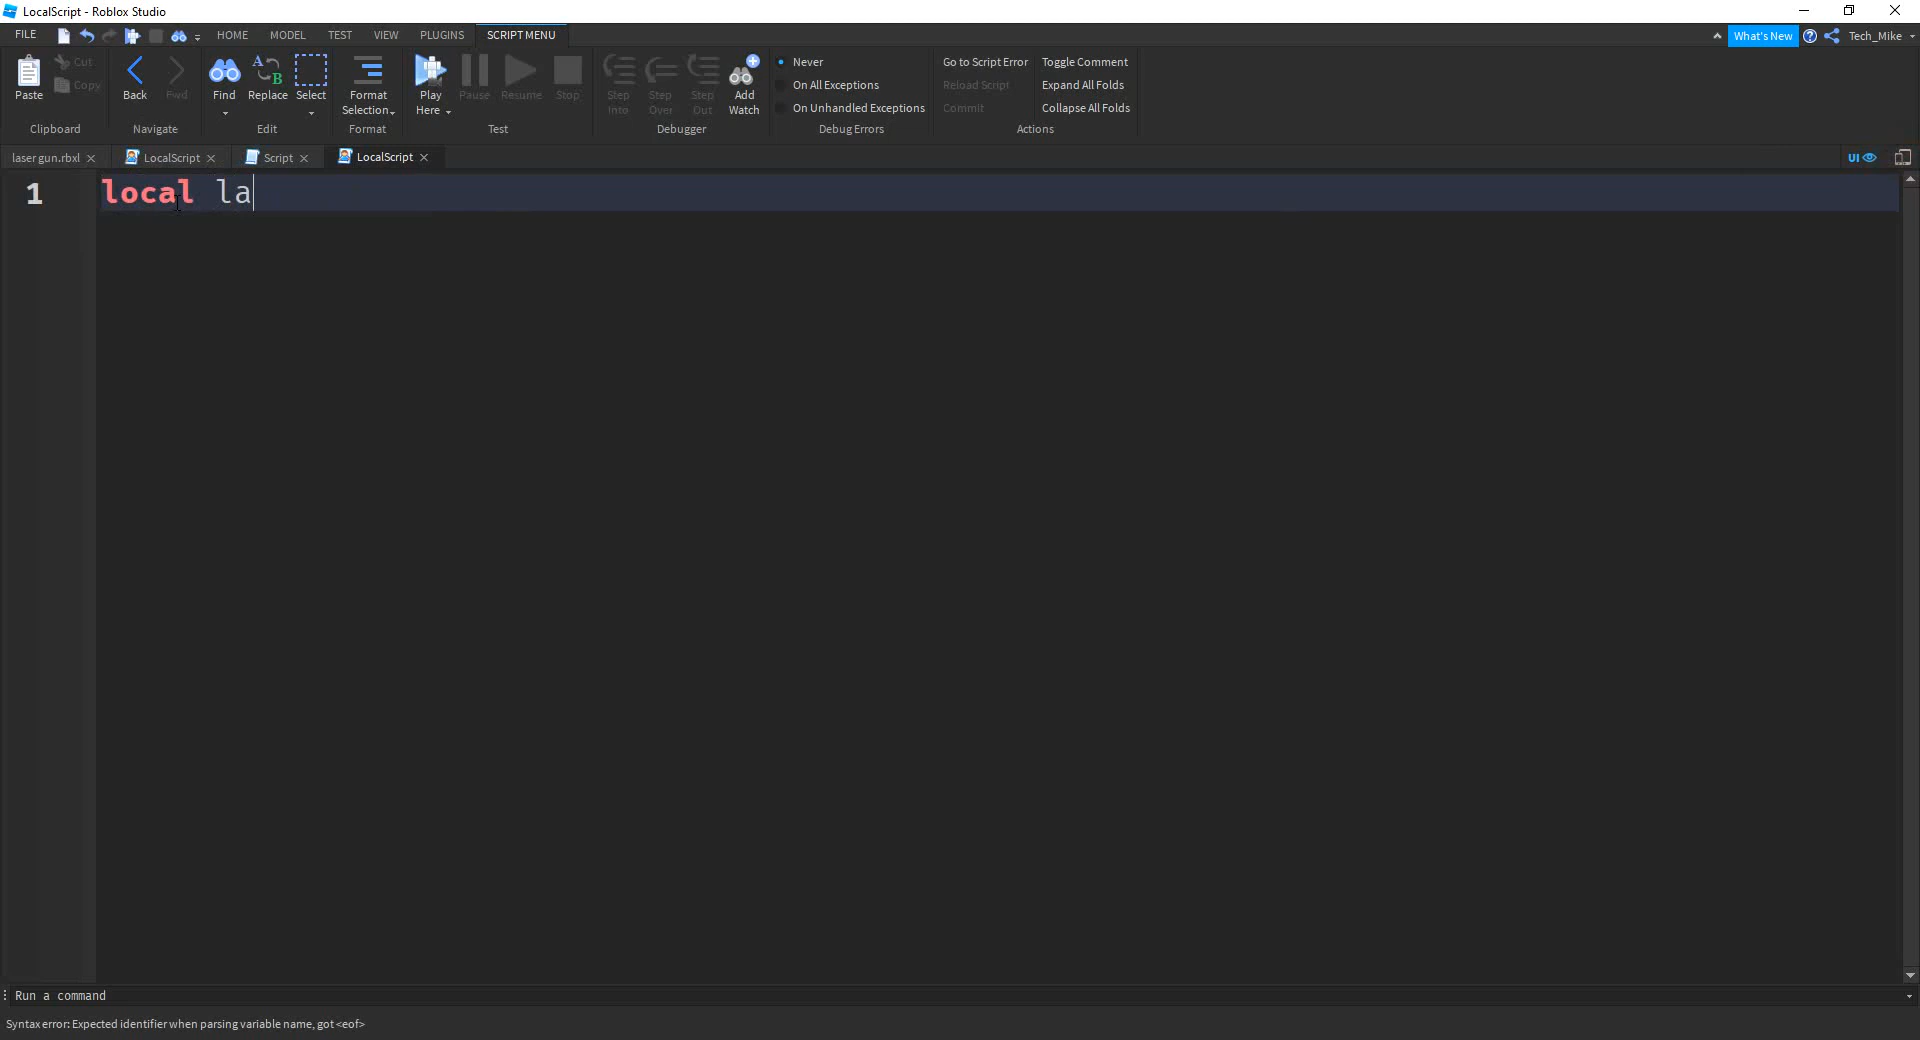 LocalScript - Roblox Studio
FILE HOME MODEL TEST VIEW PLUGINS SCRIPT MENU What's New Tech_Mike
Paste Cut Copy Back Fwd Find Replace Select Format Selection Play Here Pause Resume Stop Step Into Step Over Step Out Add Watch
Never Go to Script Error Toggle Comment
On All Exceptions Reload Script Expand All Folds
On Unhandled Exceptions Commit Collapse All Folds
Clipboard Navigate Edit Format Test Debugger Debug Errors Actions
laser gun.rbxl LocalScript Script LocalScript UI
1 local la
Run a command
Syntax error: Expected identifier when parsing variable name, got <eof>